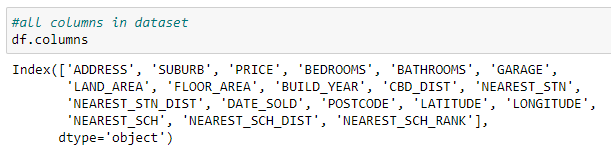 #all columns in dataset
df.columns
Index(['ADDRESS', 'SUBURB', 'PRICE', 'BEDROOMS', 'BATHROOMS', 'GARAGE',
'LAND_AREA', 'FLOOR_AREA', 'BUILD_YEAR', 'CBD_DIST', 'NEAREST_STN',
'NEAREST_STN_DIST', 'DATE_SOLD', 'POSTCODE', 'LATITUDE', 'LONGITUDE',
'NEAREST_SCH', 'NEAREST_SCH_DIST', 'NEAREST_SCH_RANK'],
dtype='object')